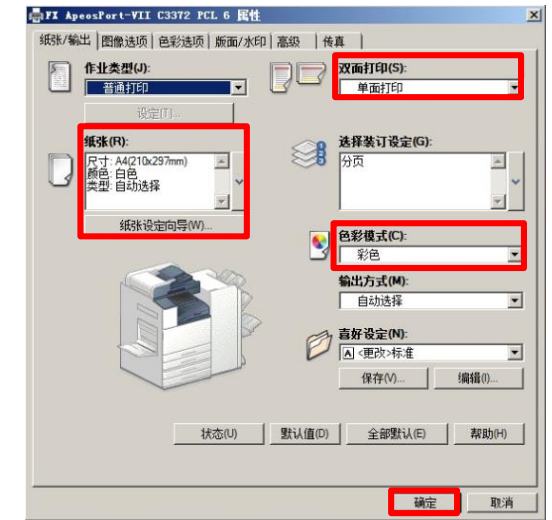 FX ApeosPort-VII C3372 PCL 6 属性
纸张/输出 图像选项 色彩选项 版面/水印 高级 传真
作业类型(J):
普通打印
设定(T)...
双面打印(S):
单面打印
纸张(R):
尺寸: A4(210x297mm)
颜色: 白色
类型: 自动选择
纸张设定向导(W)...
选择装订设定(G):
分页
色彩模式(C):
彩色
输出方式(M):
自动选择
喜好设定(N):
A <更改>标准
保存(V)... 编辑(I)...
状态(U) 默认值(D) 全部默认(E) 帮助(H)
确定 取消